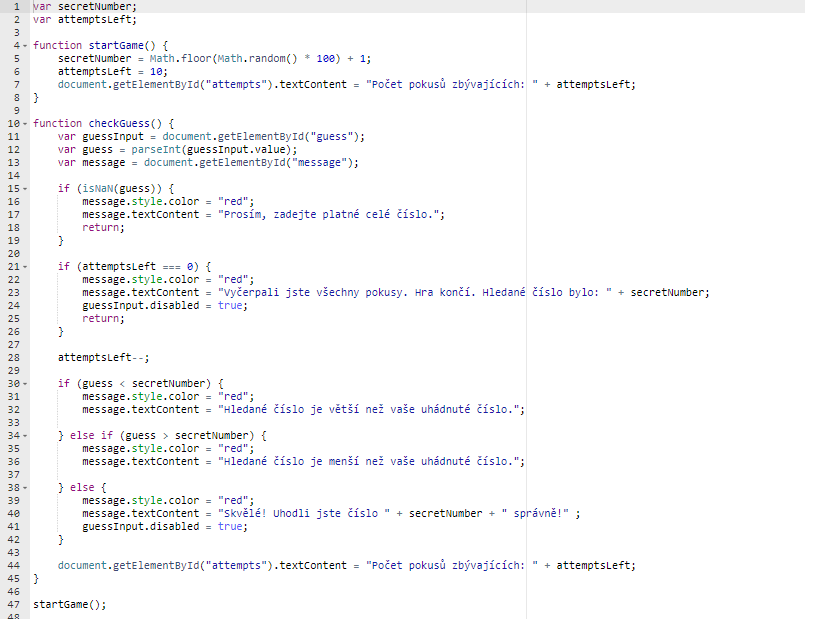 1 var secretNumber;
2 var attemptsLeft;
3
4 function startGame() {
5     secretNumber = Math.floor(Math.random() * 100) + 1;
6     attemptsLeft = 10;
7     document.getElementById("attempts").textContent = "Počet pokusů zbývajících: " + attemptsLeft;
8 }
9
10 function checkGuess() {
11     var guessInput = document.getElementById("guess");
12     var guess = parseInt(guessInput.value);
13     var message = document.getElementById("message");
14
15     if (isNaN(guess)) {
16         message.style.color = "red";
17         message.textContent = "Prosím, zadejte platné celé číslo.";
18         return;
19     }
20
21     if (attemptsLeft === 0) {
22         message.style.color = "red";
23         message.textContent = "Vyčerpali jste všechny pokusy. Hra končí. Hledané číslo bylo: " + secretNumber;
24         guessInput.disabled = true;
25         return;
26     }
27
28     attemptsLeft--;
29
30     if (guess < secretNumber) {
31         message.style.color = "red";
32         message.textContent = "Hledané číslo je větší než vaše uhádnuté číslo.";
33
34     } else if (guess > secretNumber) {
35         message.style.color = "red";
36         message.textContent = "Hledané číslo je menší než vaše uhádnuté číslo.";
37
38     } else {
39         message.style.color = "red";
40         message.textContent = "Skvělé! Uhodli jste číslo " + secretNumber + " správně!" ;
41         guessInput.disabled = true;
42     }
43
44     document.getElementById("attempts").textContent = "Počet pokusů zbývajících: " + attemptsLeft;
45 }
46
47 startGame();
48